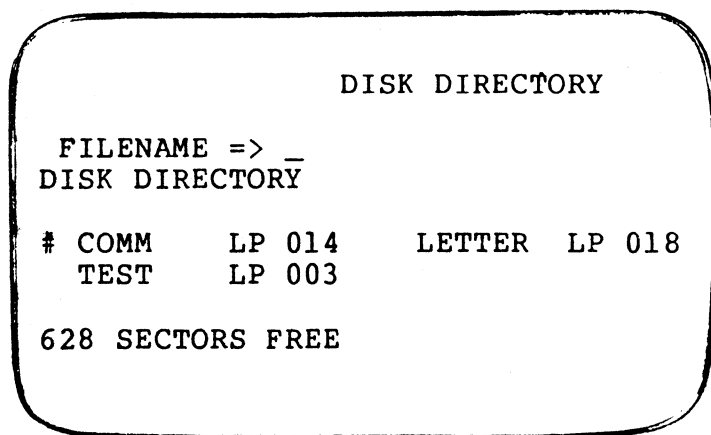 DISK DIRECTORY
FILENAME => _
DISK DIRECTORY
# COMM LP 014 LETTER LP 018
TEST LP 003
628 SECTORS FREE